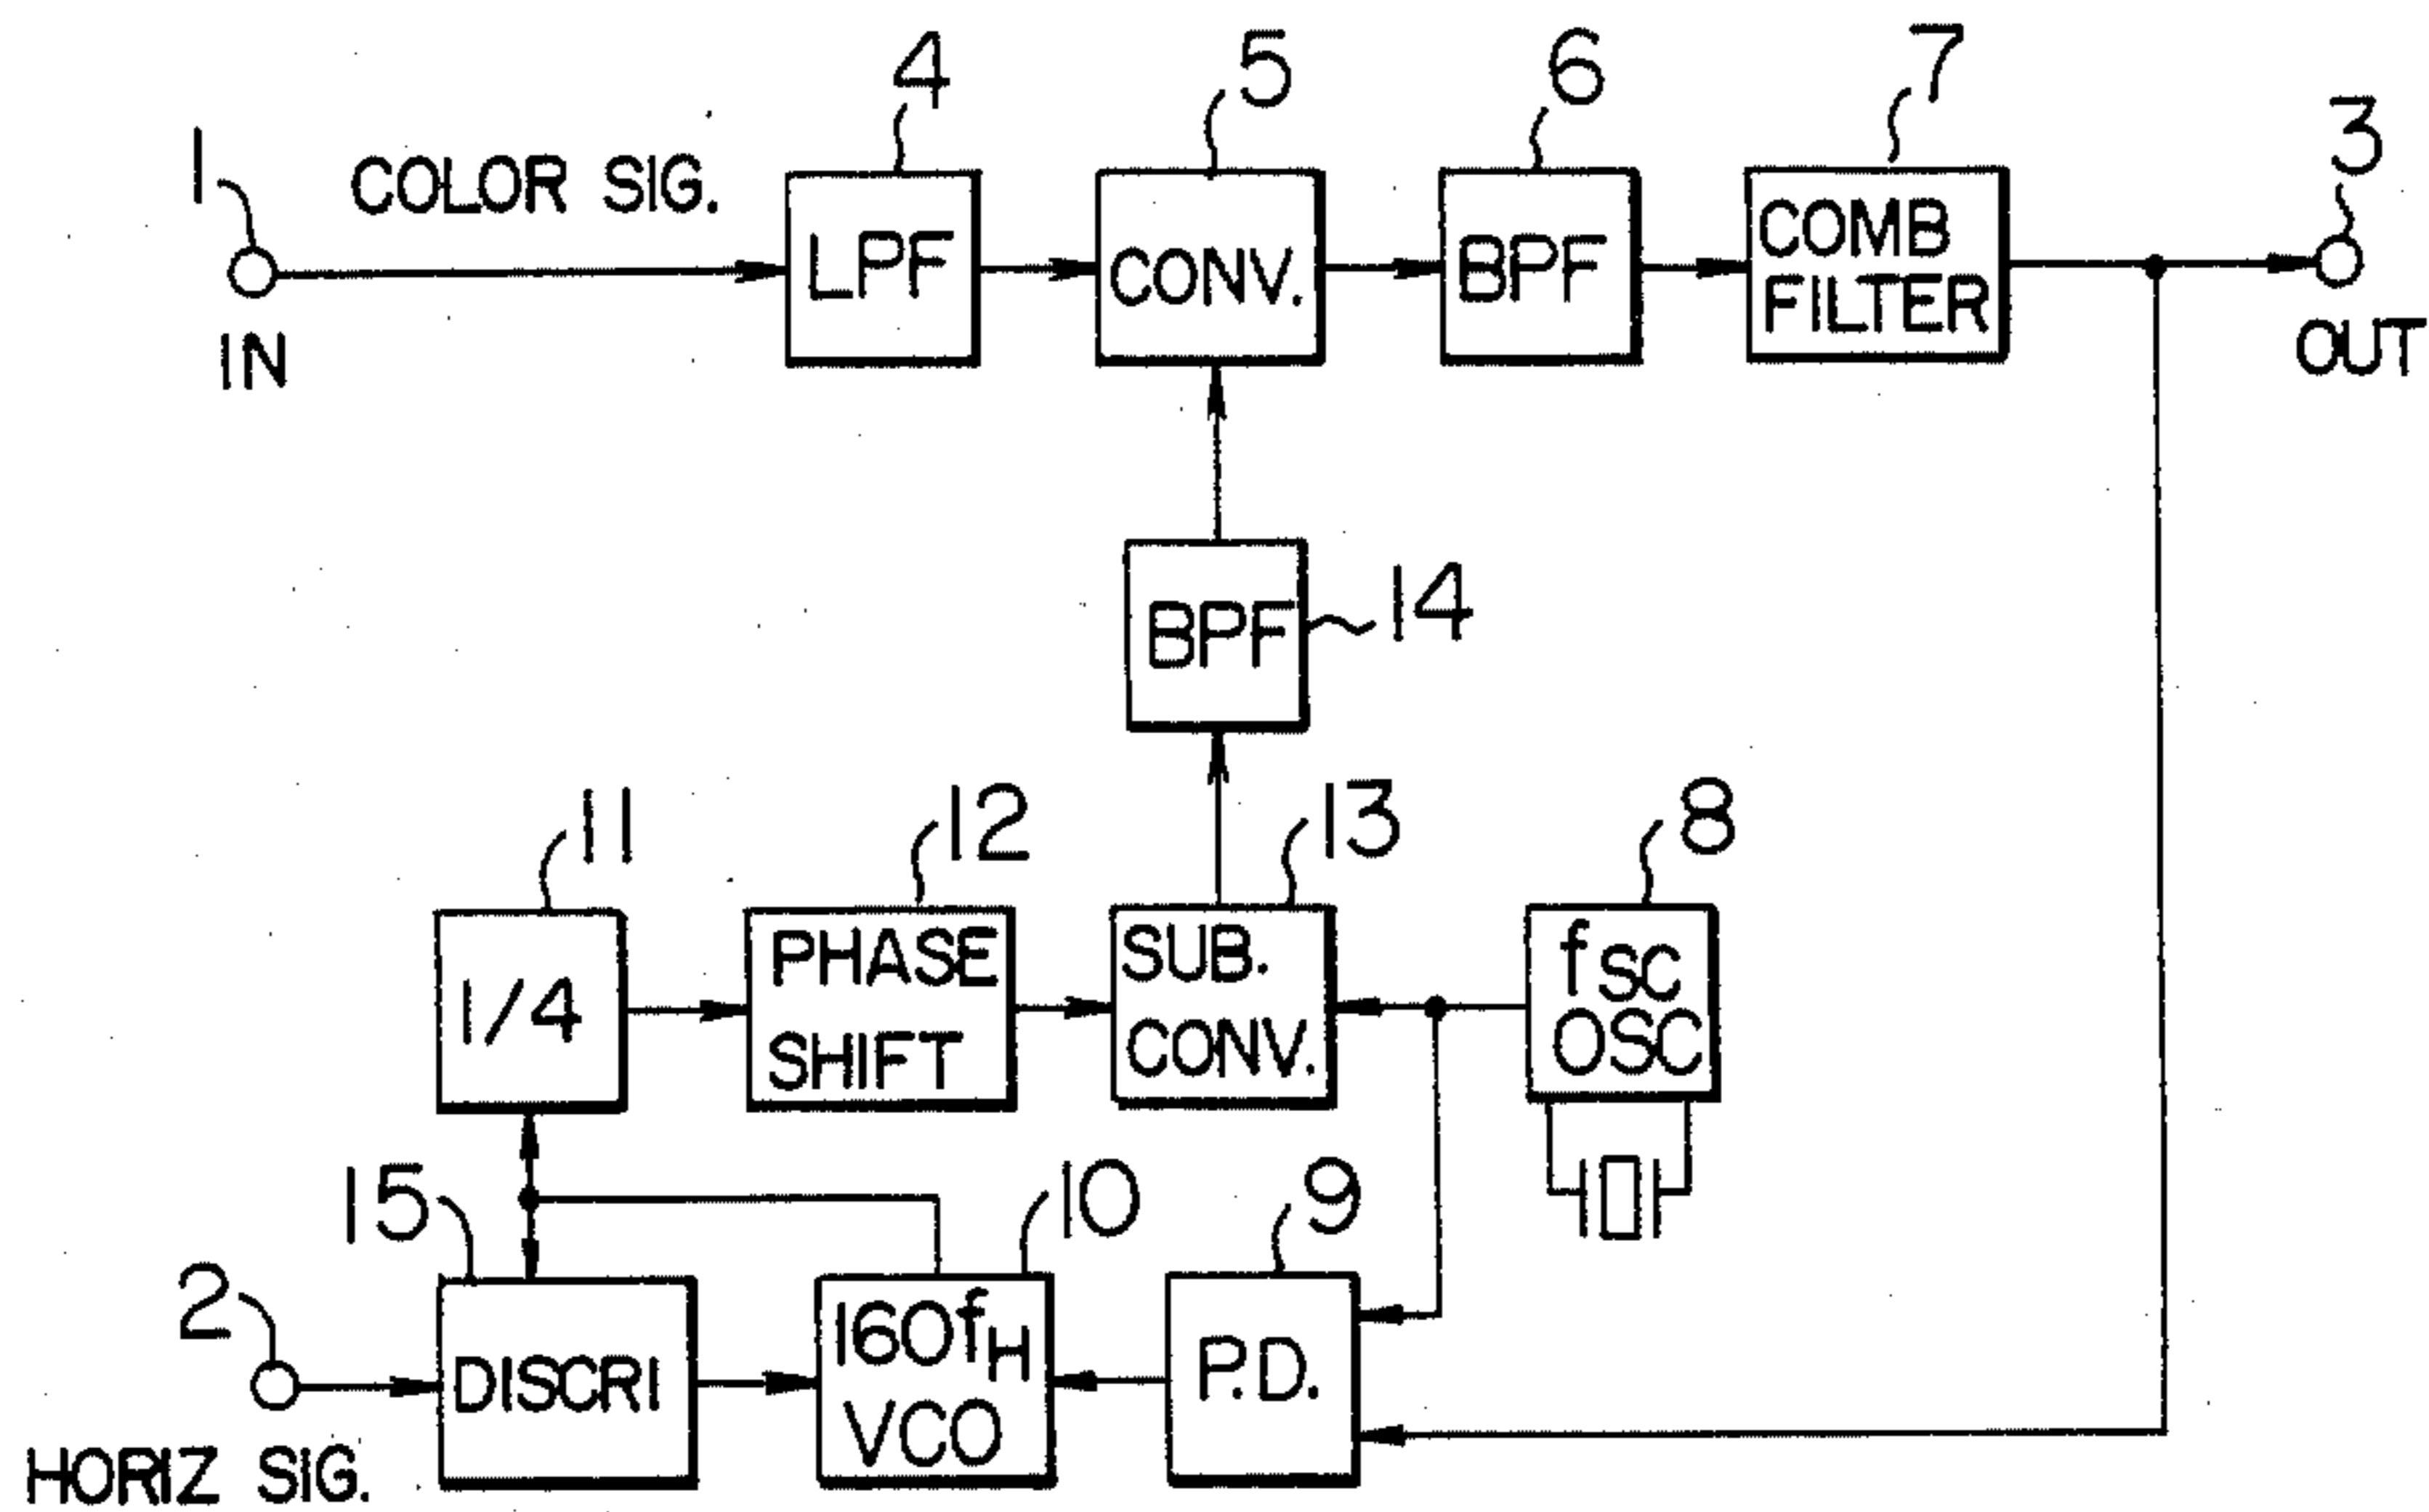 4
5
6
7
3
1
COLOR SIG.
LPF
CONV.
BPF
COMB
FILTER
IN
OUT
BPF
14
11
12
13
8
1/4
PHASE
SHIFT
SUB.
CONV.
fSC
OSC
15
10
9
2
DISCRI
160fH
VCO
P.D.
HORIZ SIG.